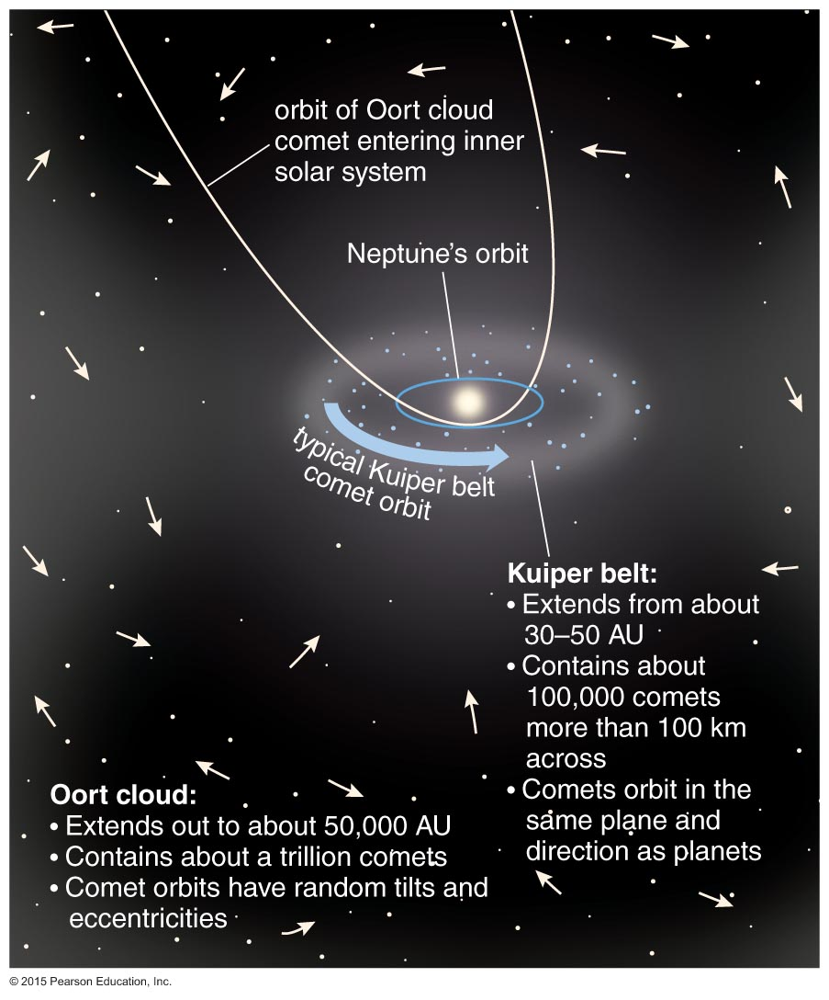 orbit of Oort cloud
comet entering inner
solar system
Neptune’s orbit
typical Kuiper belt
comet orbit
Kuiper belt:
• Extends from about
30–50 AU
• Contains about
100,000 comets
more than 100 km
across
• Comets orbit in the
same plane and
direction as planets
Oort cloud:
• Extends out to about 50,000 AU
• Contains about a trillion comets
• Comet orbits have random tilts and
eccentricities
© 2015 Pearson Education, Inc.